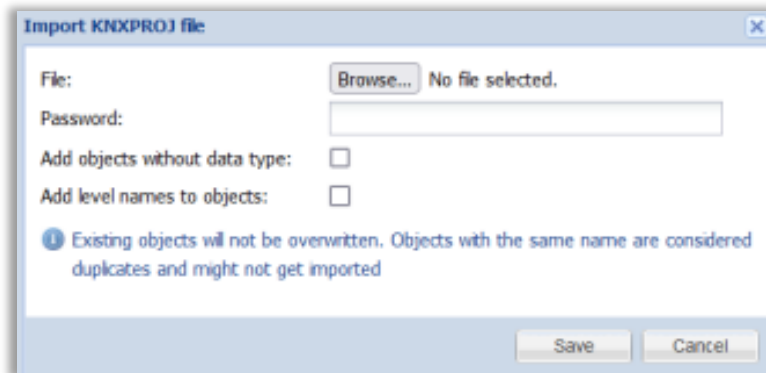 Import KNXPROJ file
File: Browse... No file selected.
Password:
Add objects without data type:
Add level names to objects:
Existing objects will not be overwritten. Objects with the same name are considered
duplicates and might not get imported
Save Cancel